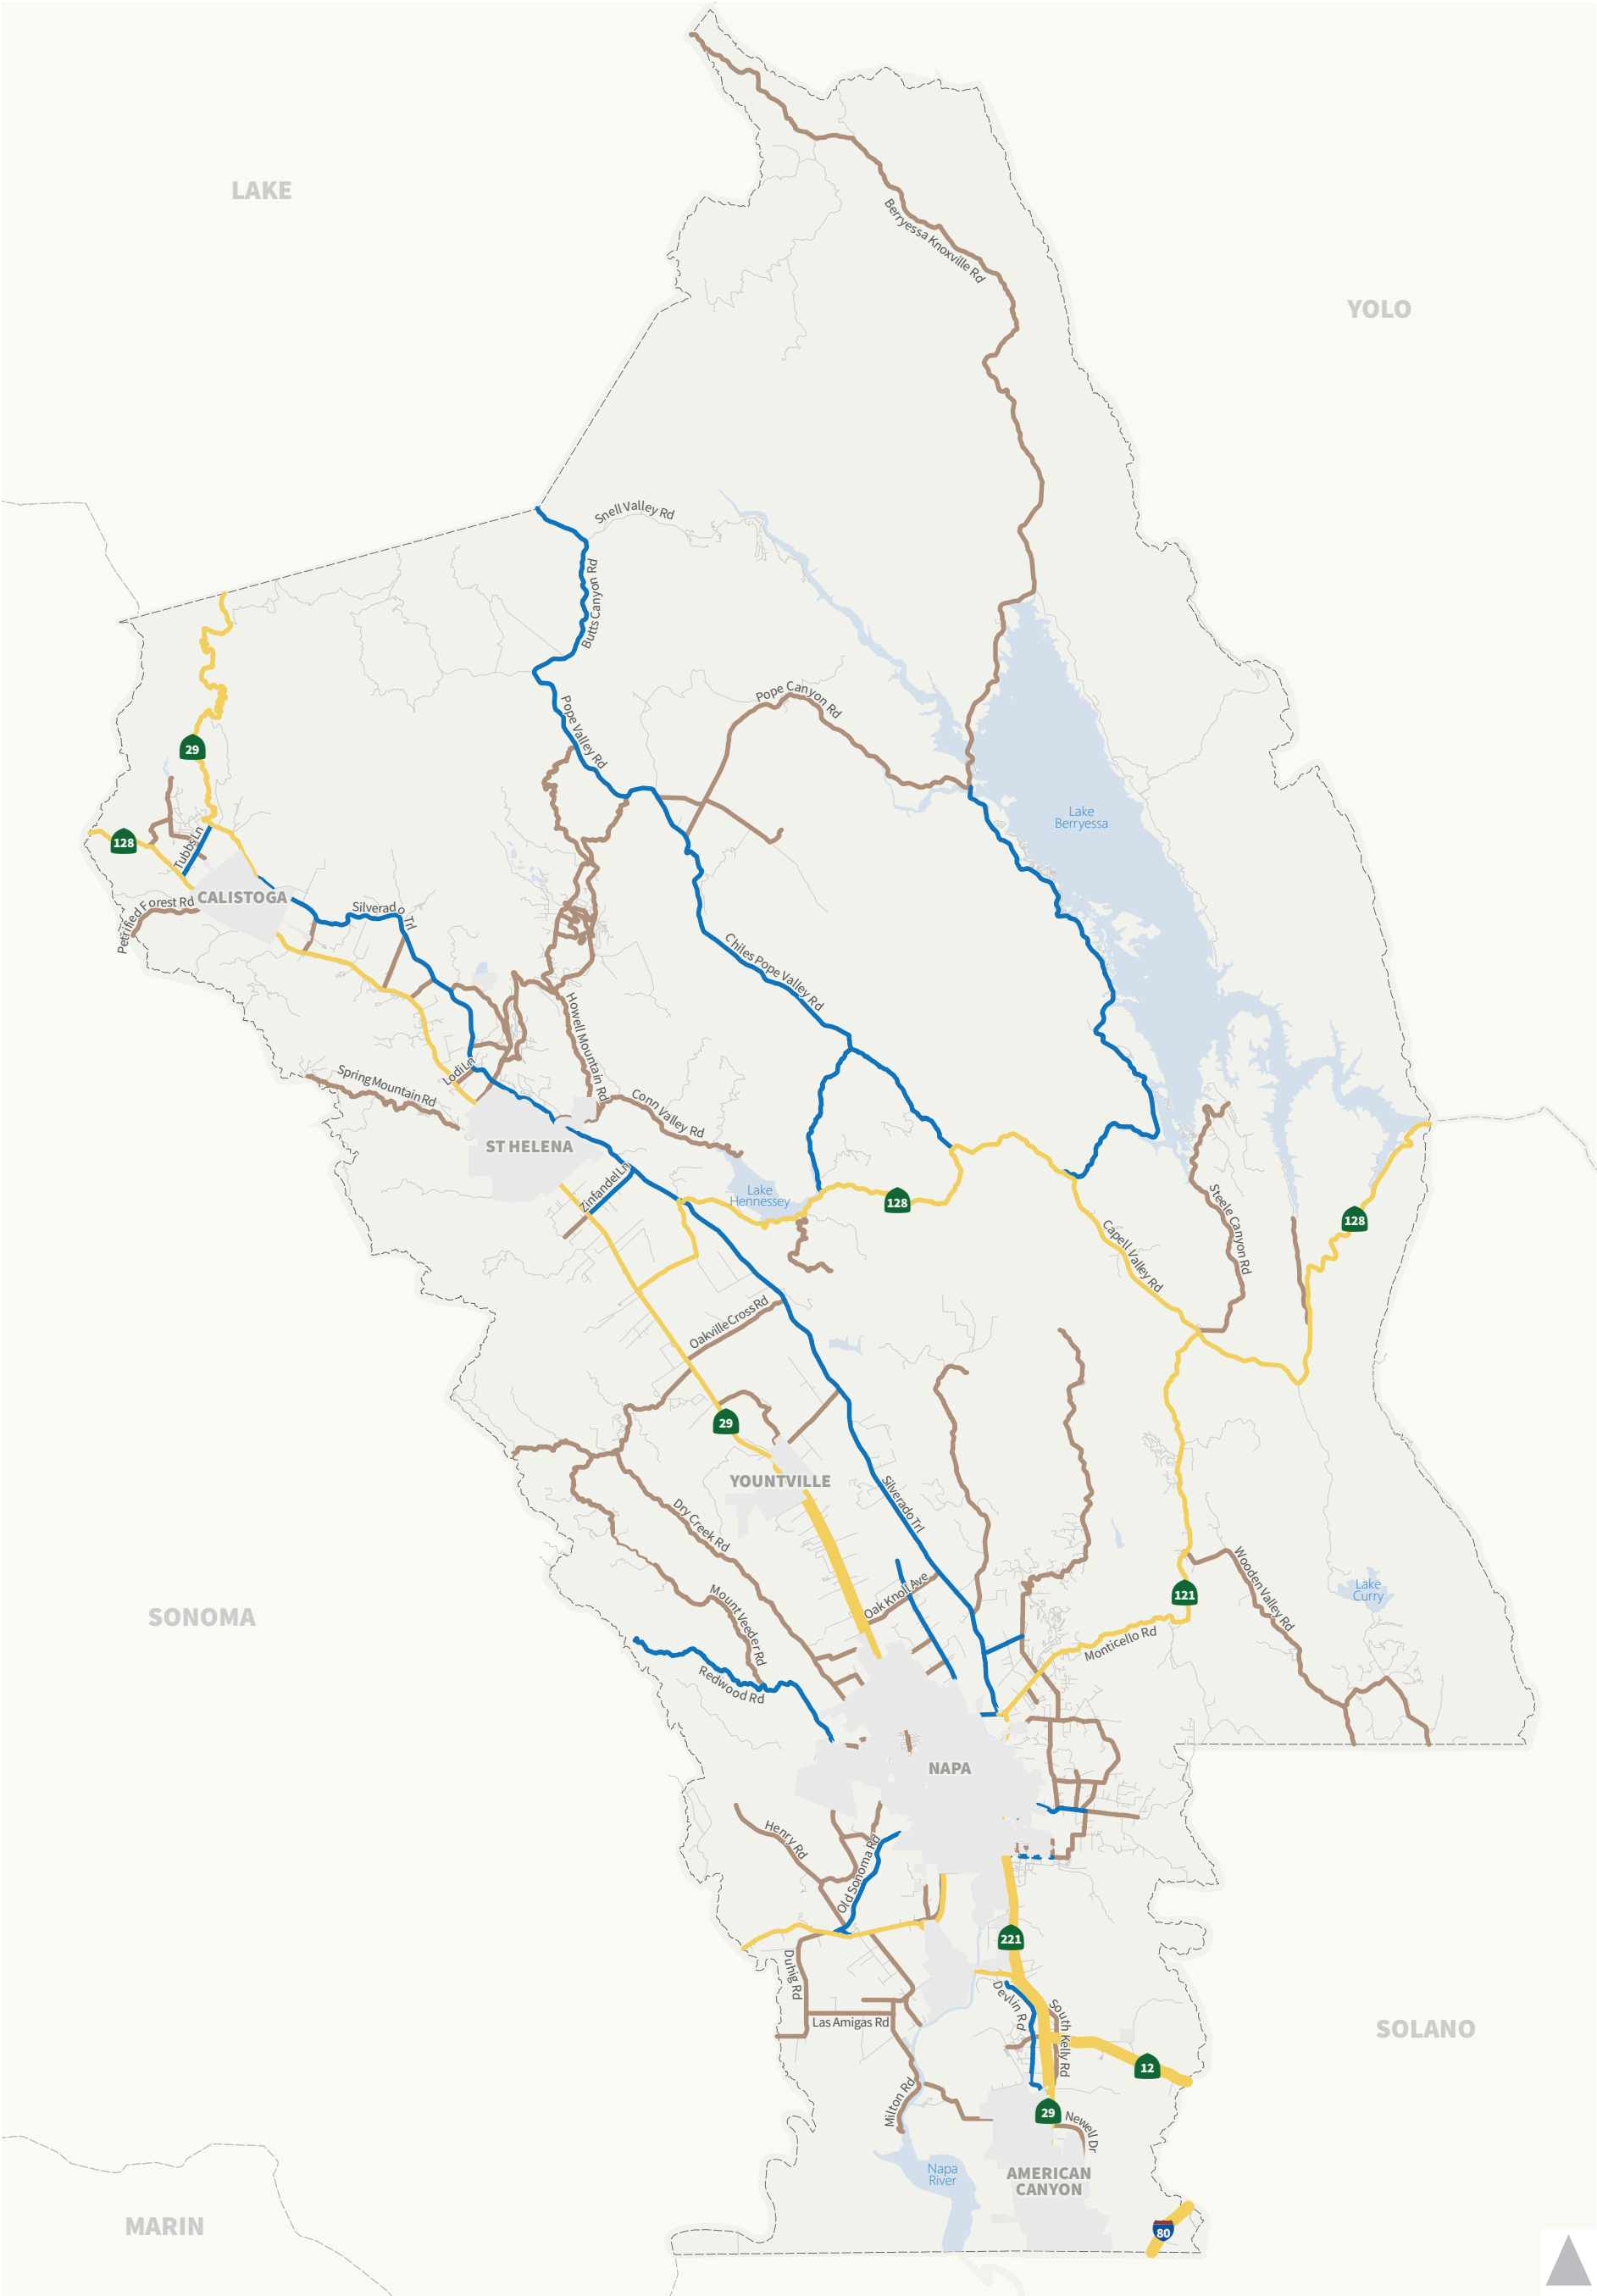 LAKE
Berryessa Knoxville Rd
YOLO
Snell Valley Rd
Butts Canyon Rd
Pope Canyon Rd
Pope Valley Rd
29
Lake
Berryessa
128
Tubbs Ln
CALISTOGA
Petrified Forest Rd
Silverado Trl
Chiles Pope Valley Rd
Howell Mountain Rd
Lodi Ln
Spring Mountain Rd
Conn Valley Rd
ST HELENA
Zinfandel Ln
Lake
Hennessey
128
Steele Canyon Rd
128
Capell Valley Rd
Oakville Cross Rd
29
YOUNTVILLE
Silverado Trl
Dry Creek Rd
Oak Knoll Ave
Wooden Valley Rd
Lake
Curry
121
SONOMA
Mount Veeder Rd
Monticello Rd
Redwood Rd
NAPA
Henry Rd
Old Sonoma Rd
221
Duhig Rd
Devlin Rd
South Kelly Rd
Las Amigas Rd
SOLANO
12
Milton Rd
29
Newell Dr
Napa
River
AMERICAN
CANYON
MARIN
80